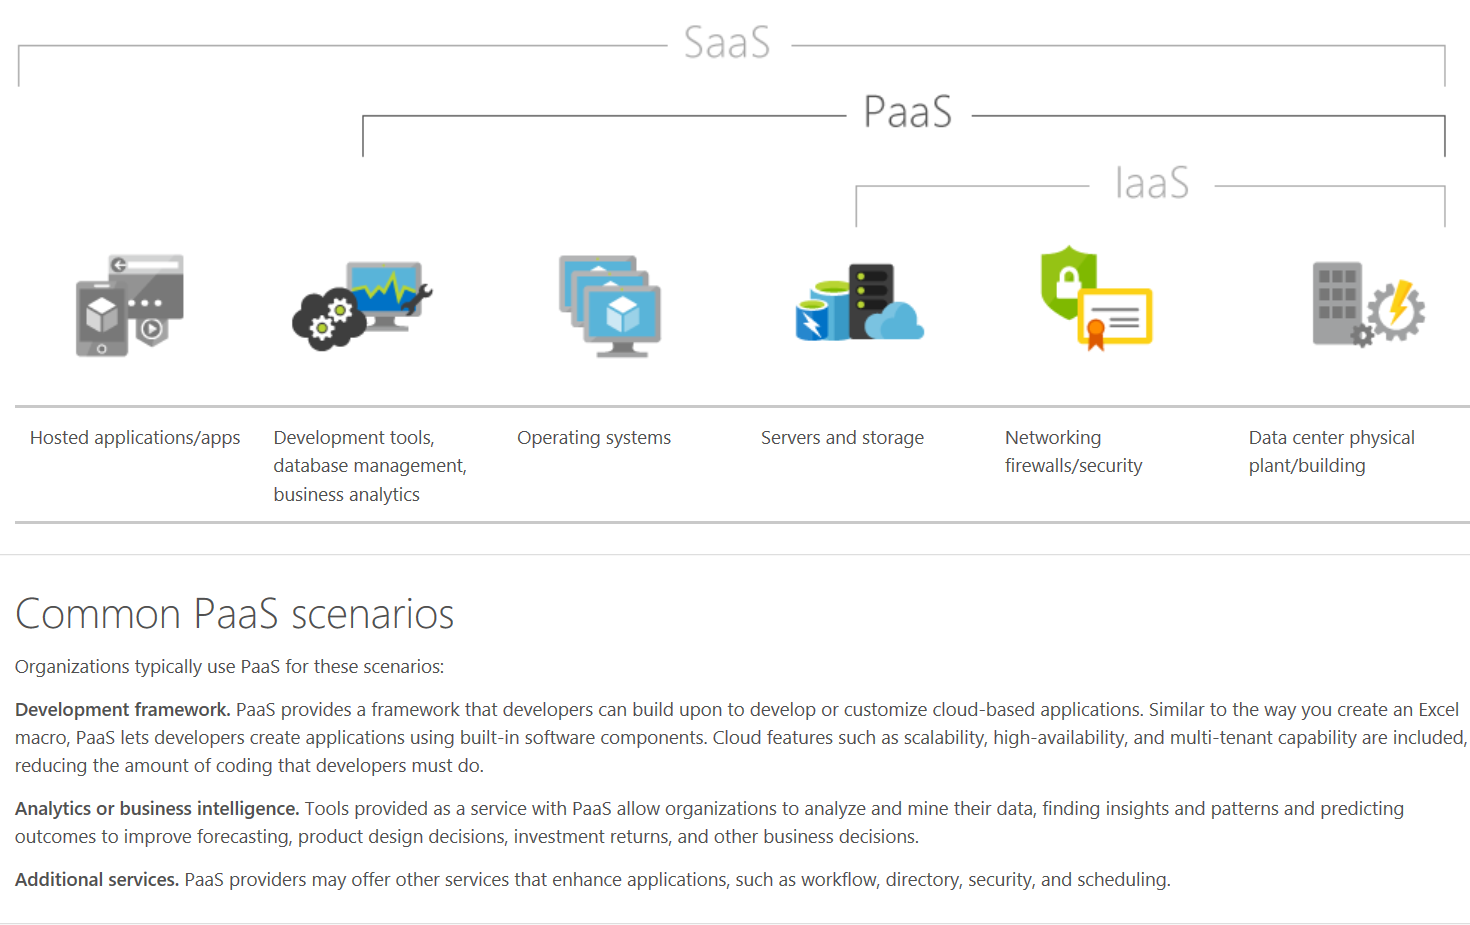 SaaS
PaaS
IaaS
Hosted applications/apps
Development tools,
database management,
business analytics
Operating systems
Servers and storage
Networking
firewalls/security
Data center physical
plant/building
Common PaaS scenarios
Organizations typically use PaaS for these scenarios:
Development framework. PaaS provides a framework that developers can build upon to develop or customize cloud-based applications. Similar to the way you create an Excel
macro, PaaS lets developers create applications using built-in software components. Cloud features such as scalability, high-availability, and multi-tenant capability are included,
reducing the amount of coding that developers must do.
Analytics or business intelligence. Tools provided as a service with PaaS allow organizations to analyze and mine their data, finding insights and patterns and predicting
outcomes to improve forecasting, product design decisions, investment returns, and other business decisions.
Additional services. PaaS providers may offer other services that enhance applications, such as workflow, directory, security, and scheduling.